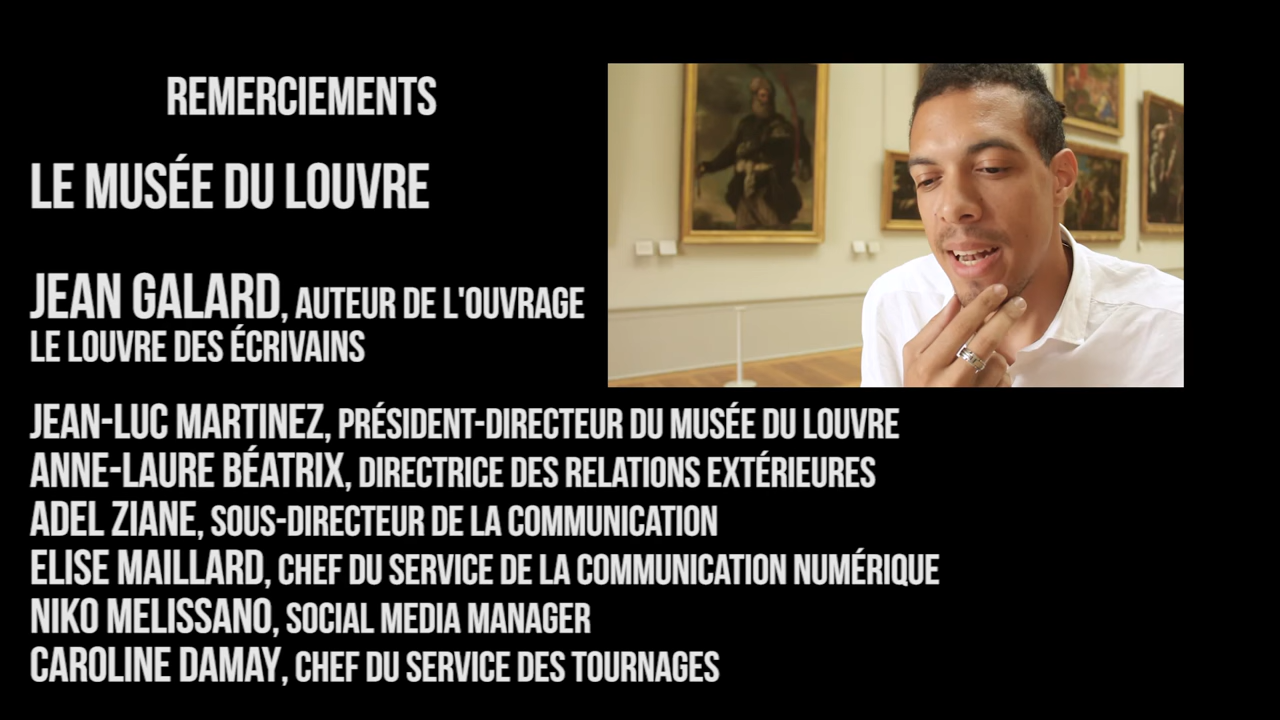 REMERCIEMENTS
LE MUSÉE DU LOUVRE
JEAN GALARD, AUTEUR DE L'OUVRAGE
LE LOUVRE DES ÉCRIVAINS
JEAN-LUC MARTINEZ, PRÉSIDENT-DIRECTEUR DU MUSÉE DU LOUVRE
ANNE-LAURE BÉATRIX, DIRECTRICE DES RELATIONS EXTÉRIEURES
ADEL ZIANE, SOUS-DIRECTEUR DE LA COMMUNICATION
ELISE MAILLARD, CHEF DU SERVICE DE LA COMMUNICATION NUMÉRIQUE
NIKO MELISSANO, SOCIAL MEDIA MANAGER
CAROLINE DAMAY, CHEF DU SERVICE DES TOURNAGES